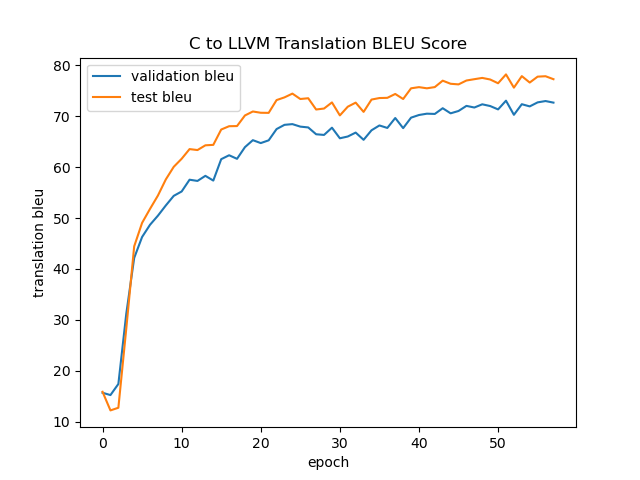 C to LLVM Translation BLEU Score
validation bleu
test bleu
translation bleu
80
70
60
50
40
30
20
10
0 10 20 30 40 50
epoch